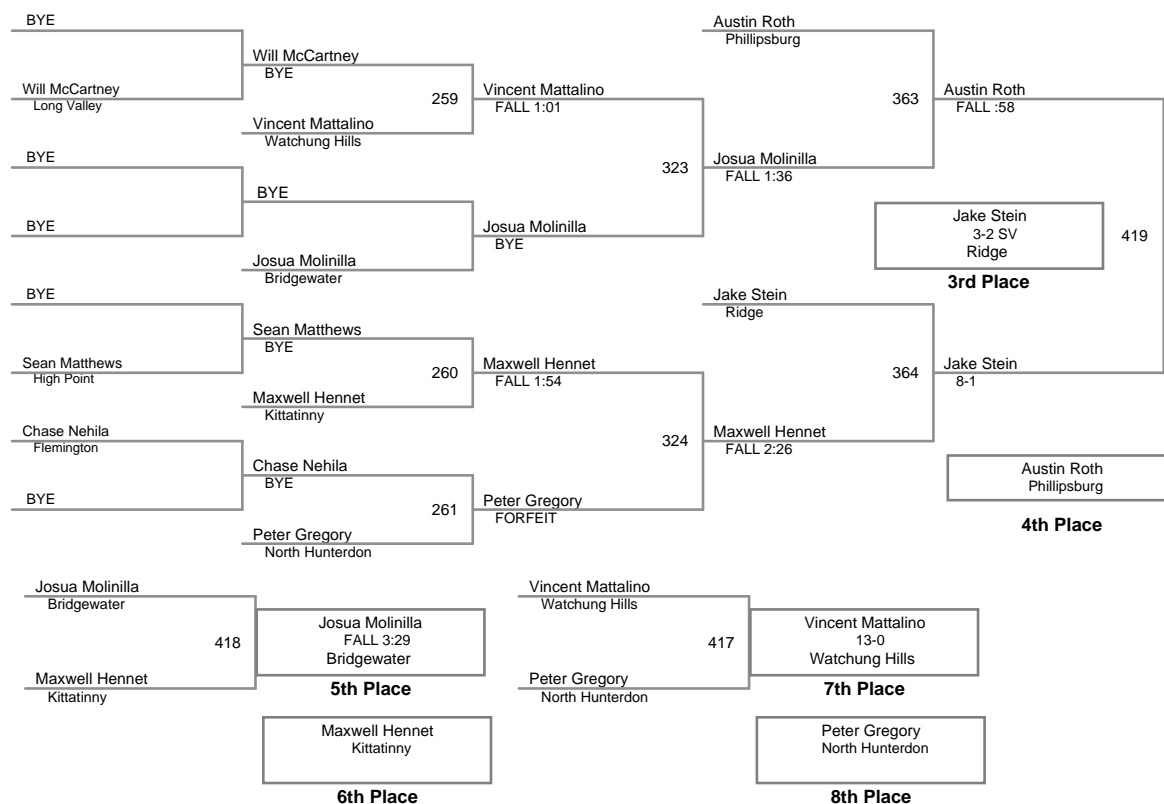 BYE
Will McCartney
Long Valley
BYE
BYE
BYE
Sean Matthews
High Point
Chase Nehila
Flemington
BYE
Will McCartney
BYE
259
Vincent Mattalino
Watchung Hills
BYE
Josua Molinilla
Bridgewater
Sean Matthews
BYE
260
Maxwell Hennet
Kittatinny
Chase Nehila
BYE
261
Peter Gregory
North Hunterdon
Vincent Mattalino
FALL 1:01
323
Josua Molinilla
BYE
Maxwell Hennet
FALL 1:54
324
Peter Gregory
FORFEIT
Austin Roth
Phillipsburg
363
Josua Molinilla
FALL 1:36
Jake Stein
Ridge
364
Maxwell Hennet
FALL 2:26
Austin Roth
FALL :58
Jake Stein
3-2 SV
Ridge
419
3rd Place
Jake Stein
8-1
Austin Roth
Phillipsburg
4th Place
Josua Molinilla
Bridgewater
418
Maxwell Hennet
Kittatinny
Josua Molinilla
FALL 3:29
Bridgewater
5th Place
Maxwell Hennet
Kittatinny
6th Place
Vincent Mattalino
Watchung Hills
417
Peter Gregory
North Hunterdon
Vincent Mattalino
13-0
Watchung Hills
7th Place
Peter Gregory
North Hunterdon
8th Place